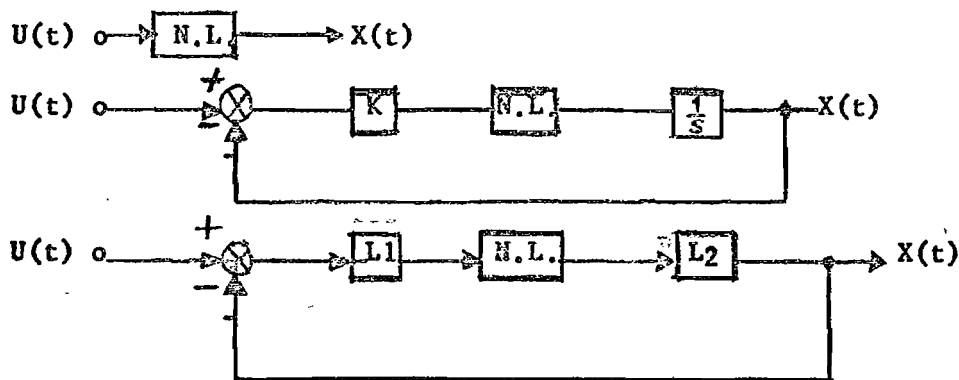 U(t) N.L. X(t)
+
U(t) K N.L. 1/S X(t)
-
-
+
U(t) L1 N.L. L2 X(t)
-
-